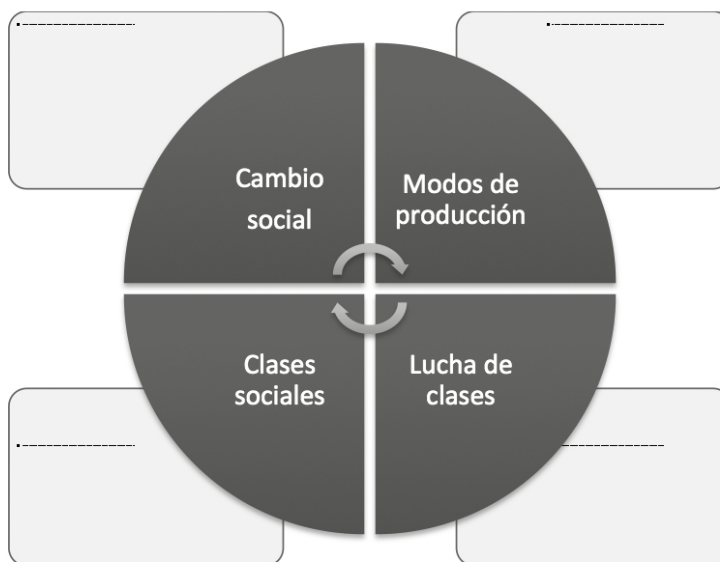 Cambio
social
Modos de
producción
Clases
sociales
Lucha de
clases